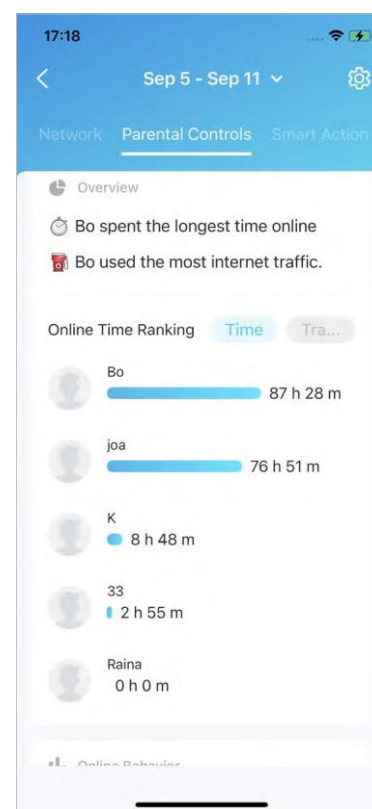 17:18
Sep 5 - Sep 11
Network Parental Controls Smart Action
Overview
Bo spent the longest time online
Bo used the most internet traffic.
Online Time Ranking Time Tra...
Bo
87 h 28 m
joa
76 h 51 m
K
8 h 48 m
33
2 h 55 m
Raina
0 h 0 m
Online Behavior